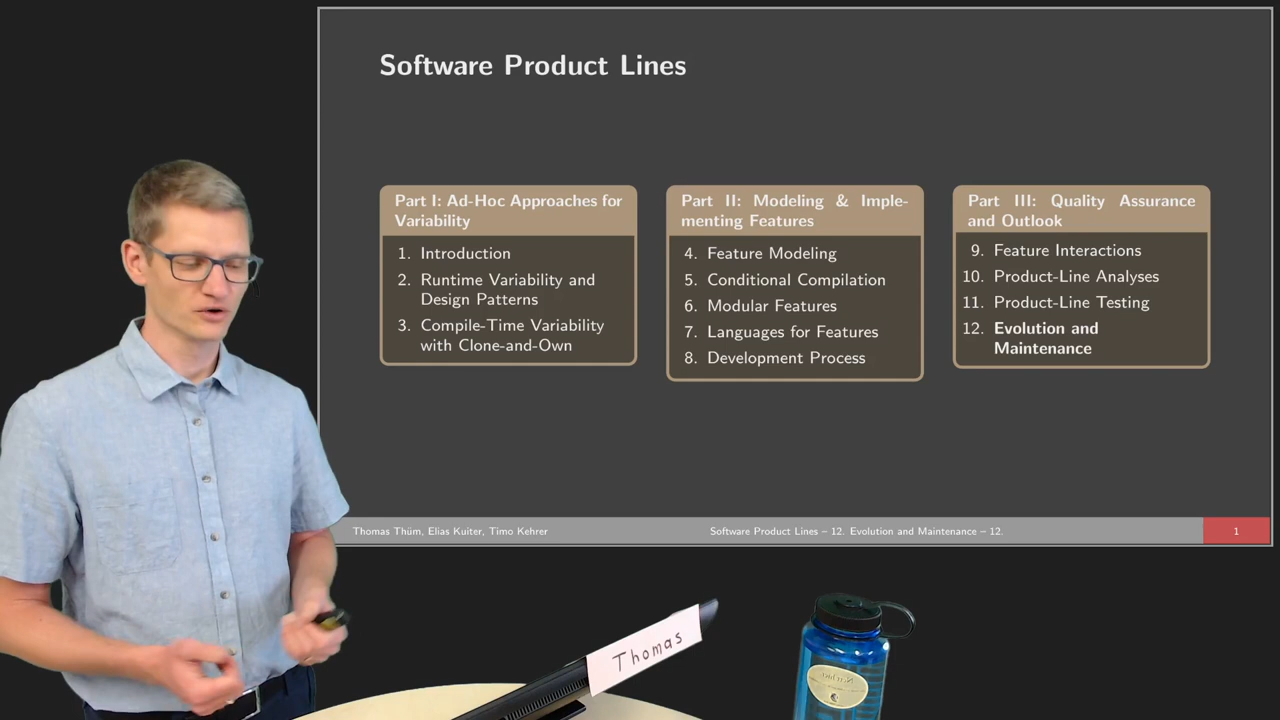 Software Product Lines
Part I: Ad-Hoc Approaches for
Variability
1. Introduction
2. Runtime Variability and
Design Patterns
3. Compile-Time Variability
with Clone-and-Own
Part II: Modeling & Imple-
menting Features
4. Feature Modeling
5. Conditional Compilation
6. Modular Features
7. Languages for Features
8. Development Process
Part III: Quality Assurance
and Outlook
9. Feature Interactions
10. Product-Line Analyses
11. Product-Line Testing
12. Evolution and
Maintenance
Thomas Thüm, Elias Kuiter, Timo Kehrer
Software Product Lines – 12. Evolution and Maintenance – 12.
1
Thomas